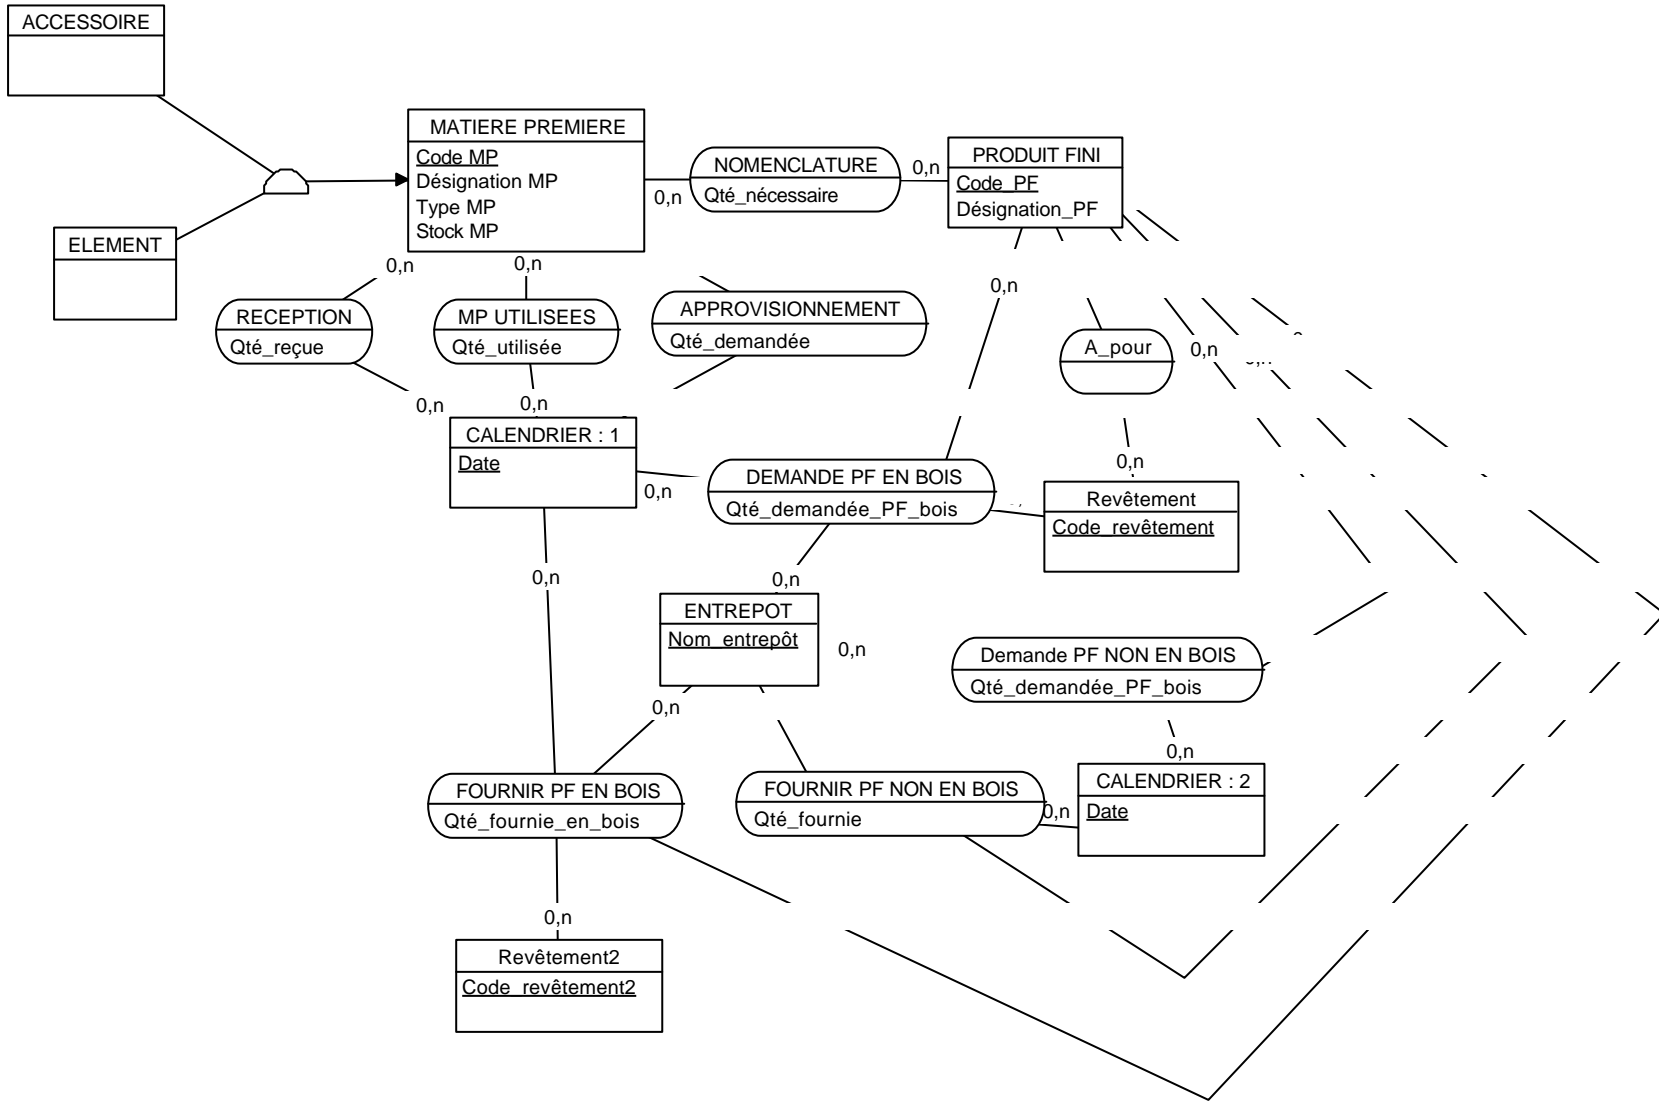 ACCESSOIRE
MATIERE PREMIERE
Code MP
Désignation MP
Type MP
Stock MP
NOMENCLATURE
Qté_nécessaire
0,n
0,n
PRODUIT FINI
Code_PF
Désignation_PF
ELEMENT
0,n
0,n
0,n
RECEPTION
Qté_reçue
MP UTILISEES
Qté_utilisée
APPROVISIONNEMENT
Qté_demandée
A_pour
0,n
0,n
0,n
CALENDRIER : 1
Date
0,n
0,n
DEMANDE PF EN BOIS
Qté_demandée_PF_bois
Revêtement
Code_revêtement
0,n
0,n
ENTREPOT
Nom_entrepôt
0,n
Demande PF NON EN BOIS
Qté_demandée_PF_bois
0,n
0,n
FOURNIR PF EN BOIS
Qté_fournie_en_bois
FOURNIR PF NON EN BOIS
Qté_fournie
0,n
CALENDRIER : 2
Date
0,n
Revêtement2
Code_revêtement2